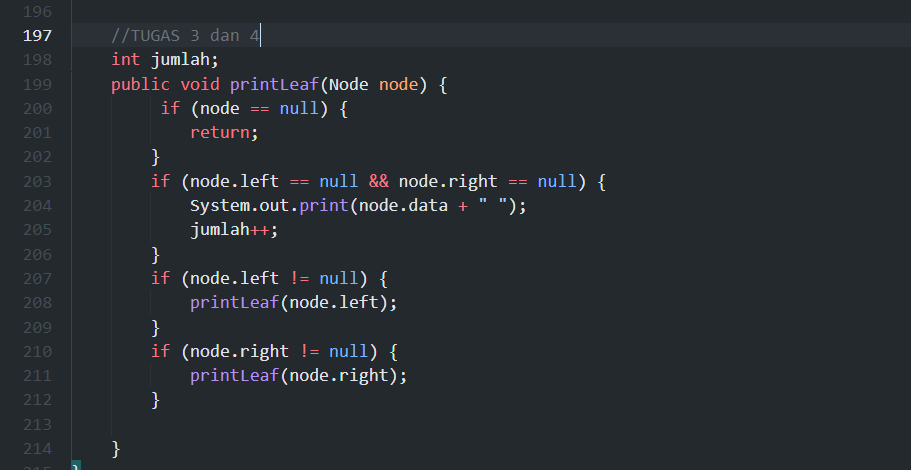 196
197 //TUGAS 3 dan 4
198 int jumlah;
199 public void printLeaf(Node node) {
200 if (node == null) {
201 return;
202 }
203 if (node.left == null && node.right == null) {
204 System.out.print(node.data + " ");
205 jumlah++;
206 }
207 if (node.left != null) {
208 printLeaf(node.left);
209 }
210 if (node.right != null) {
211 printLeaf(node.right);
212 }
213
214 }
215 }